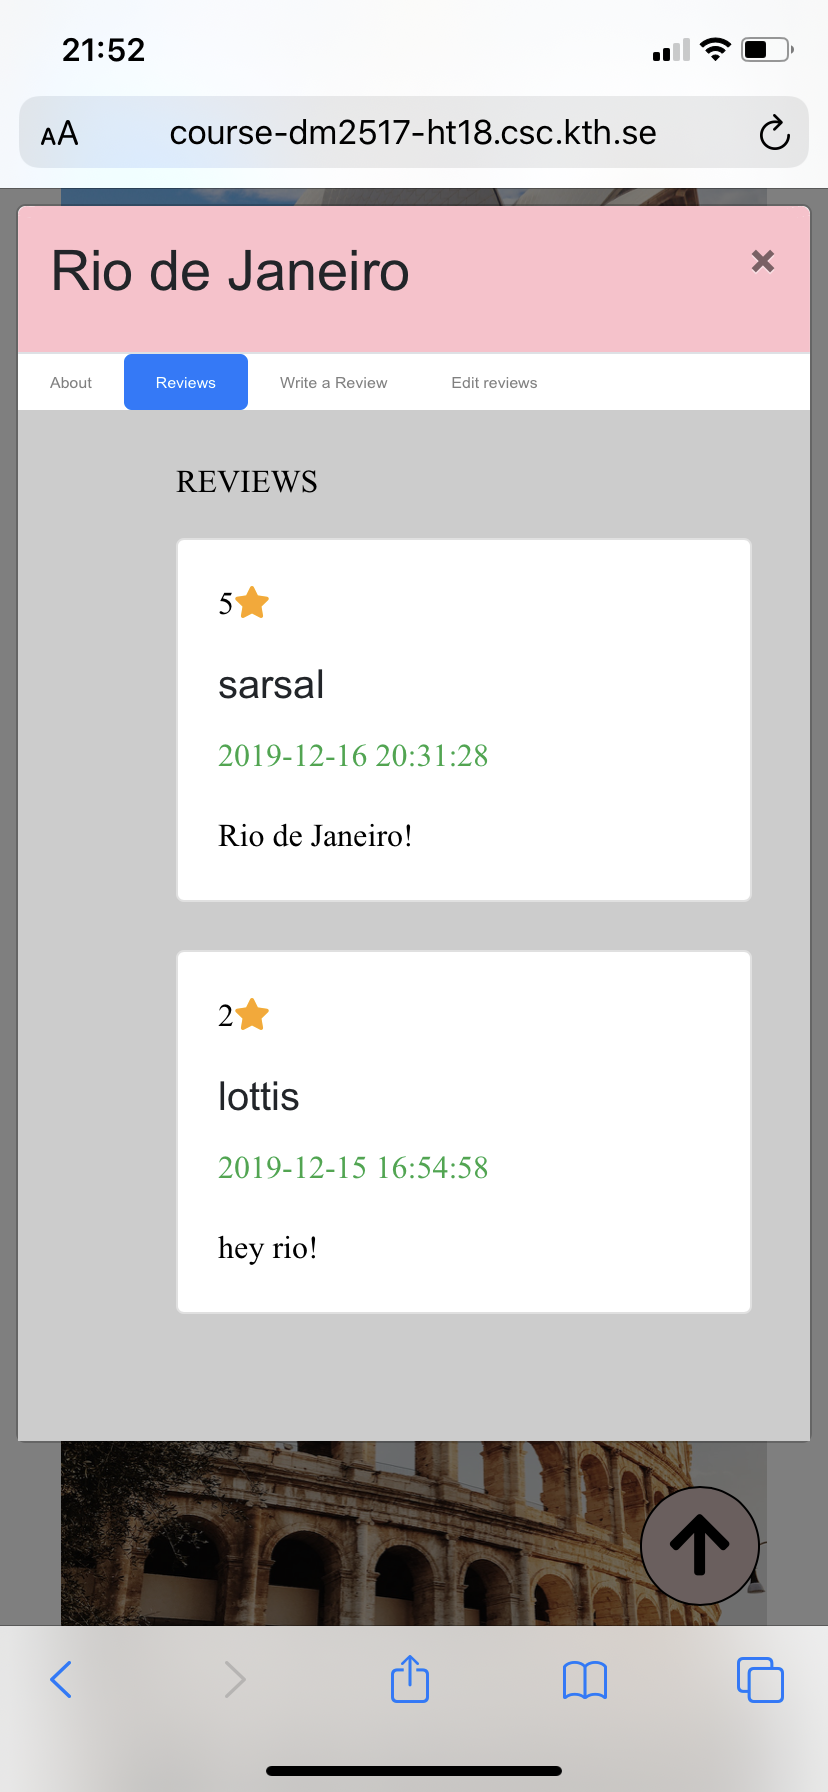 21:52
AA
course-dm2517-ht18.csc.kth.se
Rio de Janeiro
About
Reviews
Write a Review
Edit reviews
REVIEWS
5
sarsal
2019-12-16 20:31:28
Rio de Janeiro!
2
lottis
2019-12-15 16:54:58
hey rio!